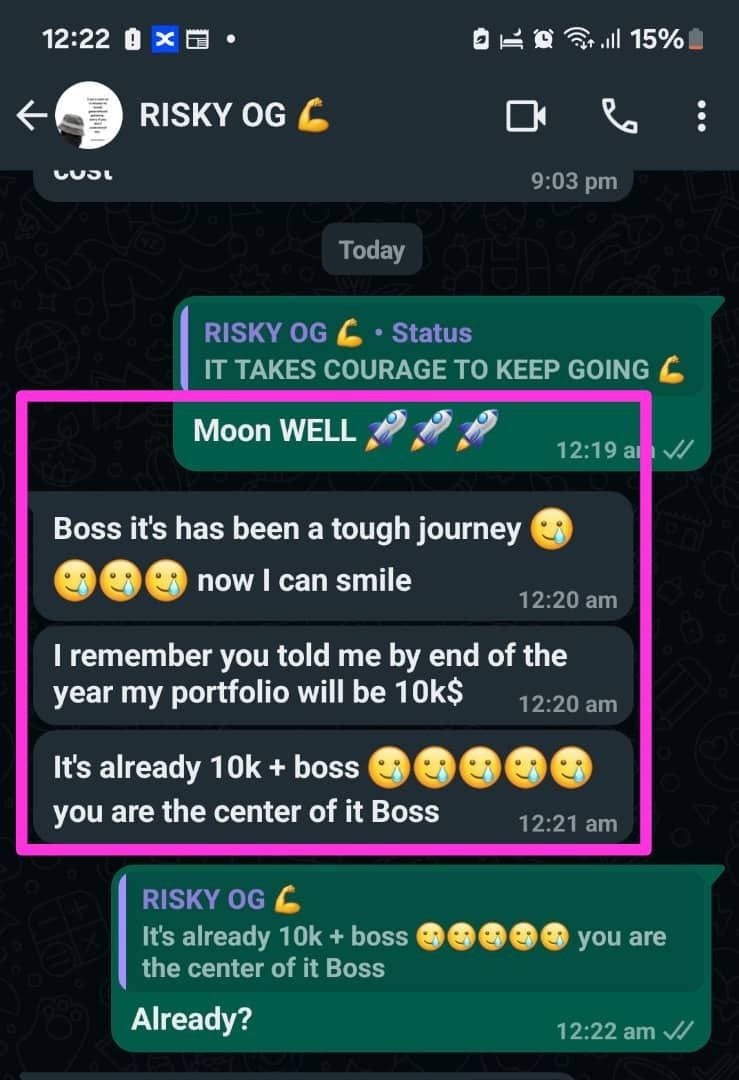 12:22
15%
RISKY OG 💪
cost
9:03 pm
Today
RISKY OG 💪 • Status
IT TAKES COURAGE TO KEEP GOING 💪
Moon WELL 🚀🚀🚀
12:19 am
Boss it's has been a tough journey 🥲
🥲🥲🥲 now I can smile
12:20 am
I remember you told me by end of the
year my portfolio will be 10k$
12:20 am
It's already 10k + boss 🥲🥲🥲🥲🥲
you are the center of it Boss
12:21 am
RISKY OG 💪
It's already 10k + boss 🥲🥲🥲🥲🥲 you are
the center of it Boss
Already?
12:22 am